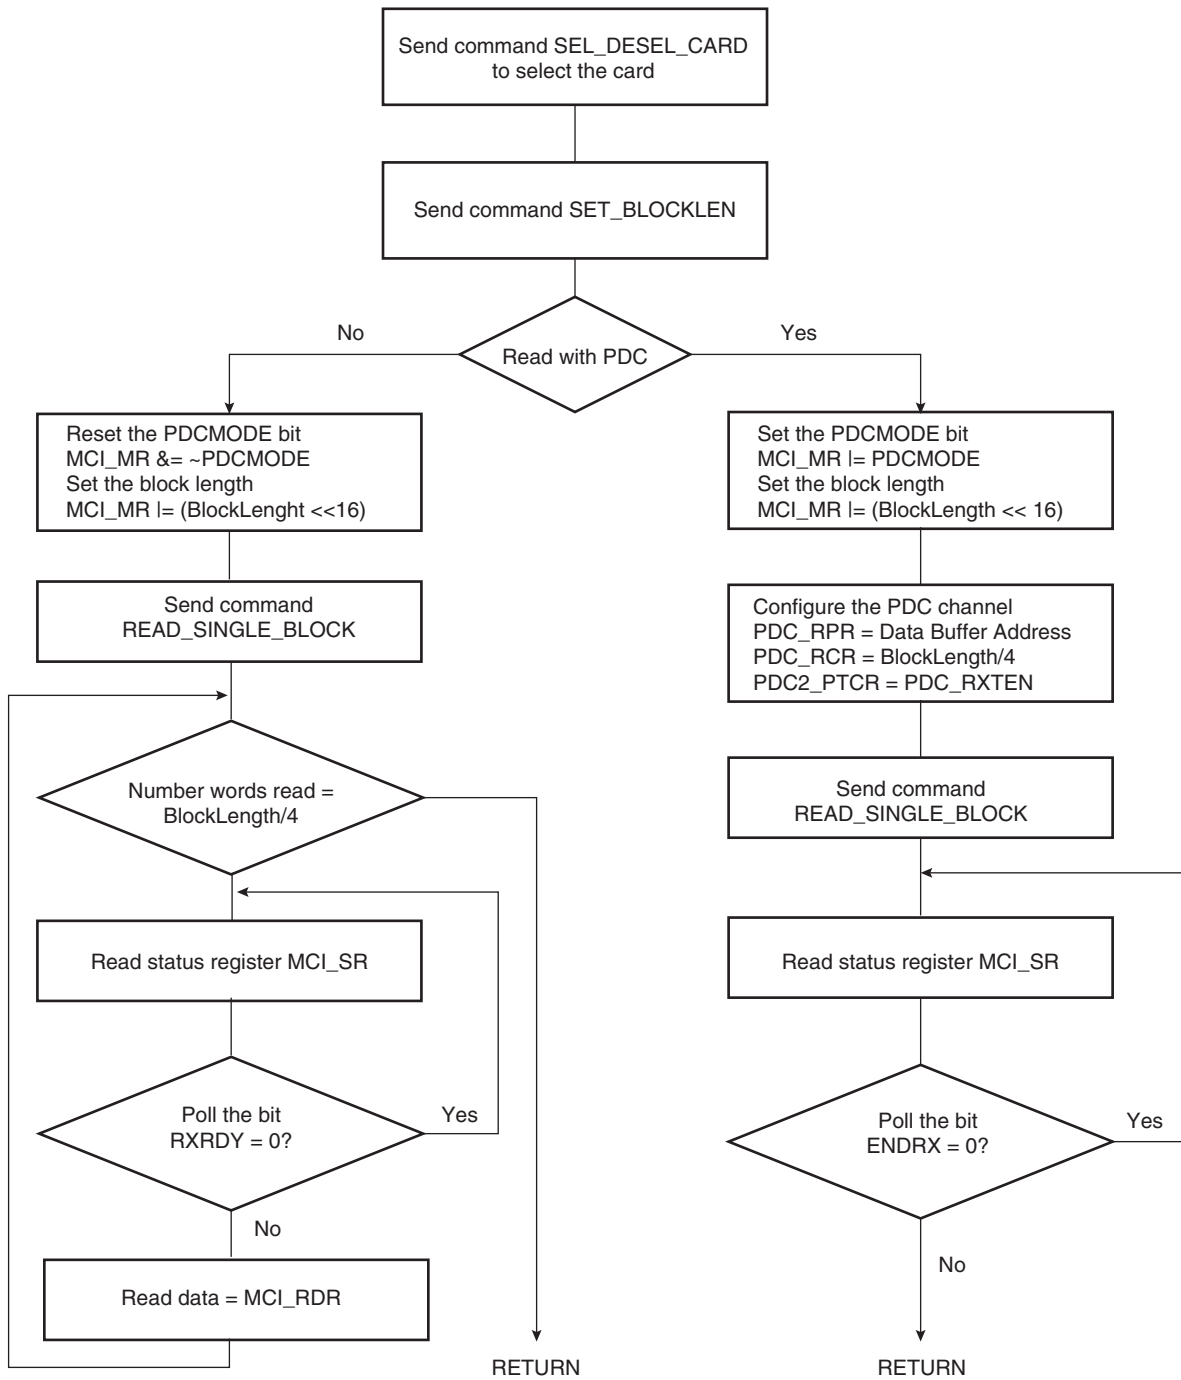 Send command SEL_DESEL_CARD
to select the card
Send command SET_BLOCKLEN
No
Read with PDC
Yes
Reset the PDCMODE bit
MCI_MR &= ~PDCMODE
Set the block length
MCI_MR |= (BlockLenght <<16)
Send command
READ_SINGLE_BLOCK
Number words read =
BlockLength/4
Read status register MCI_SR
Poll the bit
RXRDY = 0?
Yes
No
Read data = MCI_RDR
RETURN
Set the PDCMODE bit
MCI_MR |= PDCMODE
Set the block length
MCI_MR |= (BlockLength << 16)
Configure the PDC channel
PDC_RPR = Data Buffer Address
PDC_RCR = BlockLength/4
PDC2_PTCR = PDC_RXTEN
Send command
READ_SINGLE_BLOCK
Read status register MCI_SR
Poll the bit
ENDRX = 0?
Yes
No
RETURN